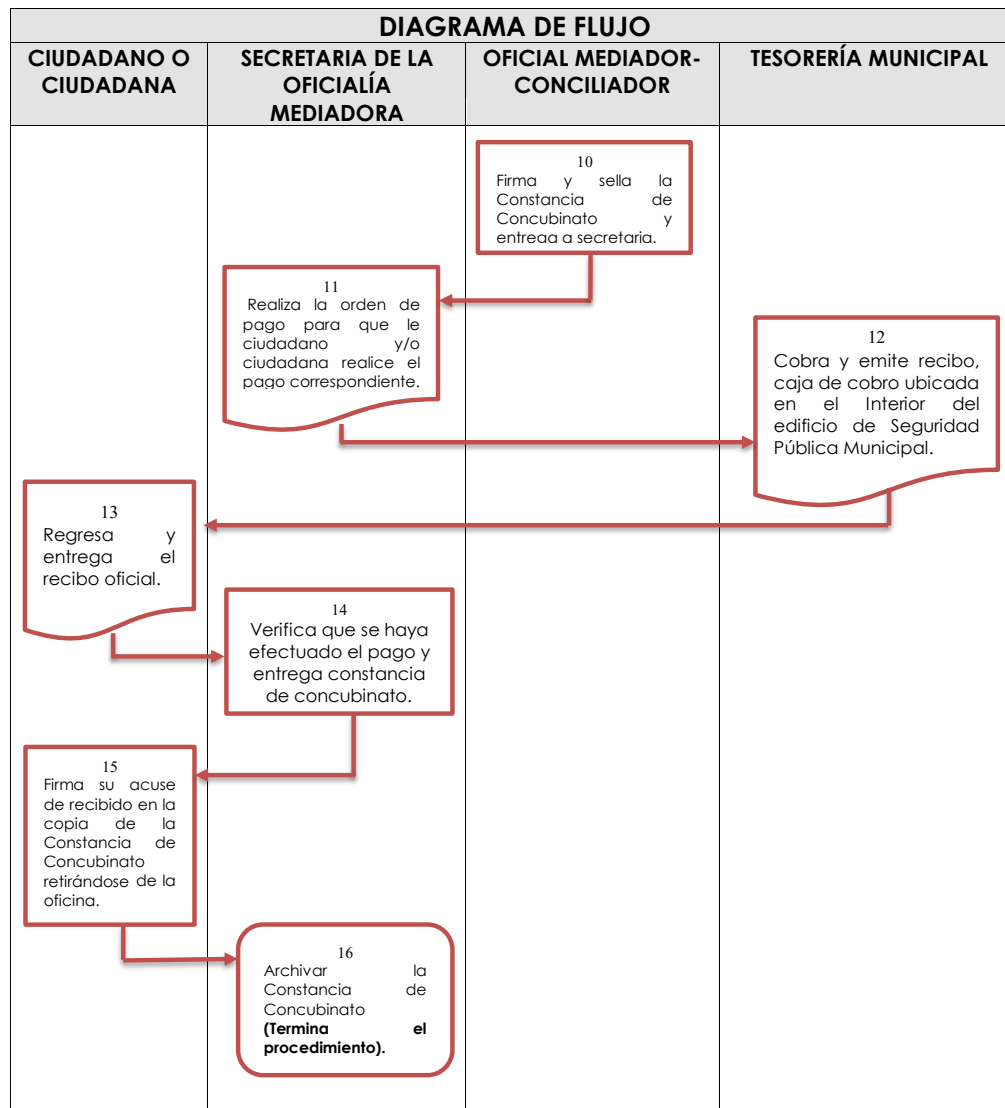 DIAGRAMA DE FLUJO
CIUDADANO O
CIUDADANA
SECRETARIA DE LA
OFICIALÍA
MEDIADORA
OFICIAL MEDIADOR-
CONCILIADOR
TESORERÍA MUNICIPAL
10
Firma y sella la
Constancia de
Concubinato y
entrega a secretaria.
11
Realiza la orden de
pago para que le
ciudadano y/o
ciudadana realice el
pago correspondiente.
12
Cobra y emite recibo,
caja de cobro ubicada
en el Interior del
edificio de Seguridad
Pública Municipal.
13
Regresa y
entrega el
recibo oficial.
14
Verifica que se haya
efectuado el pago y
entrega constancia
de concubinato.
15
Firma su acuse
de recibido en la
copia de la
Constancia de
Concubinato
retirándose de la
oficina.
16
Archivar la
Constancia de
Concubinato
(Termina el
procedimiento).